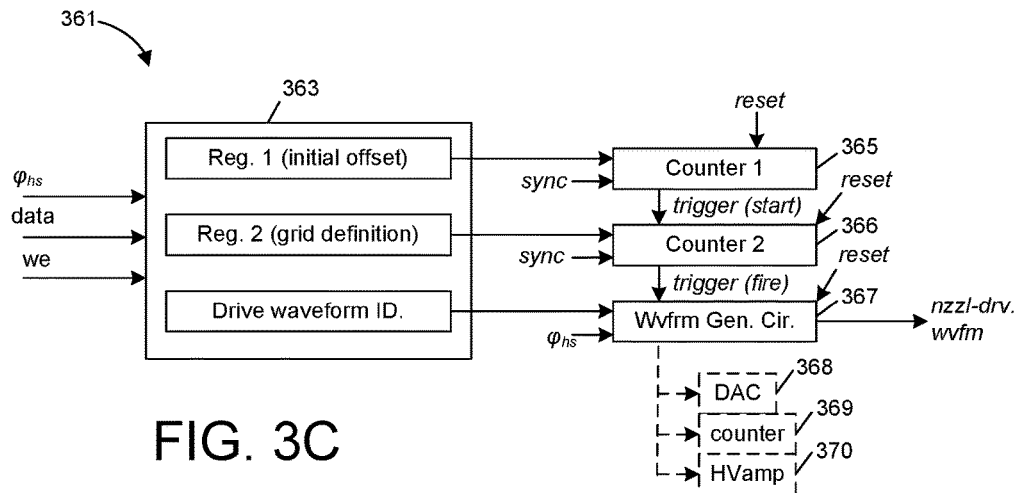 361
363
reset
φhs
data
we
Reg. 1 (initial offset)
Reg. 2 (grid definition)
Drive waveform ID.
sync
Counter 1
365
trigger (start)
reset
sync
Counter 2
366
trigger (fire)
reset
φhs
Wvfrm Gen. Cir.
367
nzzl-drv.
wvfm
DAC
368
counter
369
HVamp
370
FIG. 3C